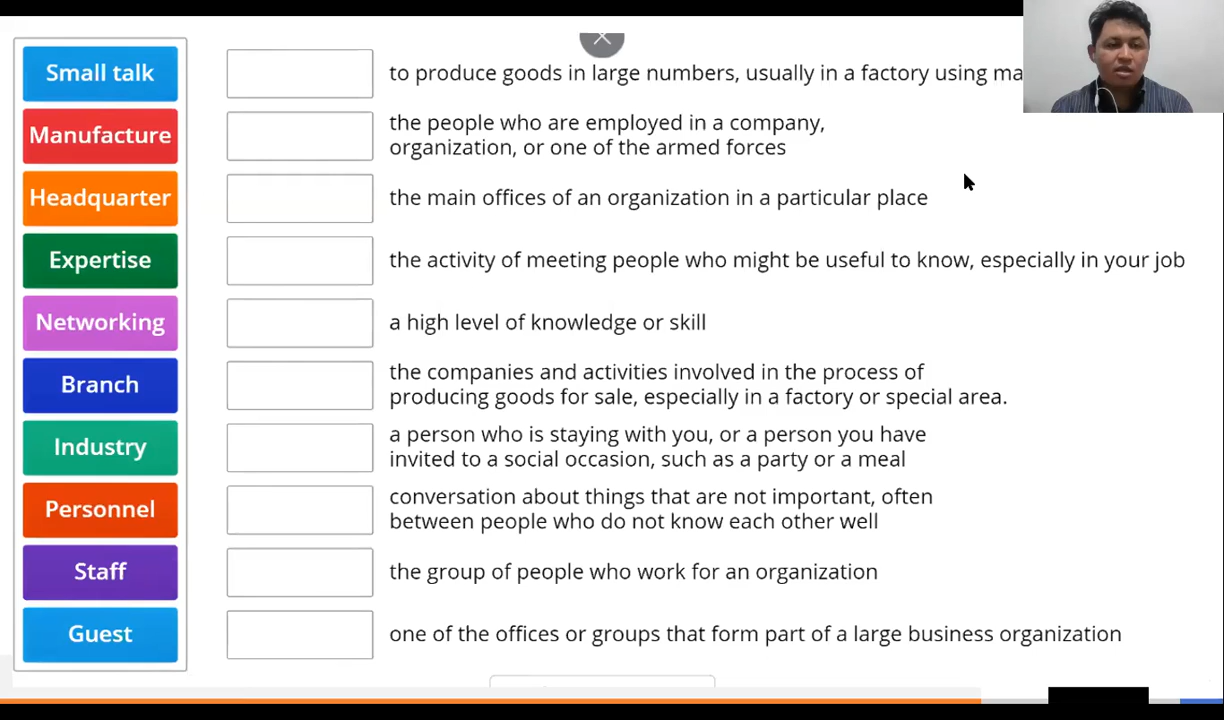 Small talk
to produce goods in large numbers, usually in a factory using
Manufacture
the people who are employed in a company,
organization, or one of the armed forces
Headquarter
the main offices of an organization in a particular place
Expertise
the activity of meeting people who might be useful to know, especially in your job
Networking
a high level of knowledge or skill
Branch
the companies and activities involved in the process of
producing goods for sale, especially in a factory or special area.
Industry
a person who is staying with you, or a person you have
invited to a social occasion, such as a party or a meal
Personnel
conversation about things that are not important, often
between people who do not know each other well
Staff
the group of people who work for an organization
Guest
one of the offices or groups that form part of a large business organization